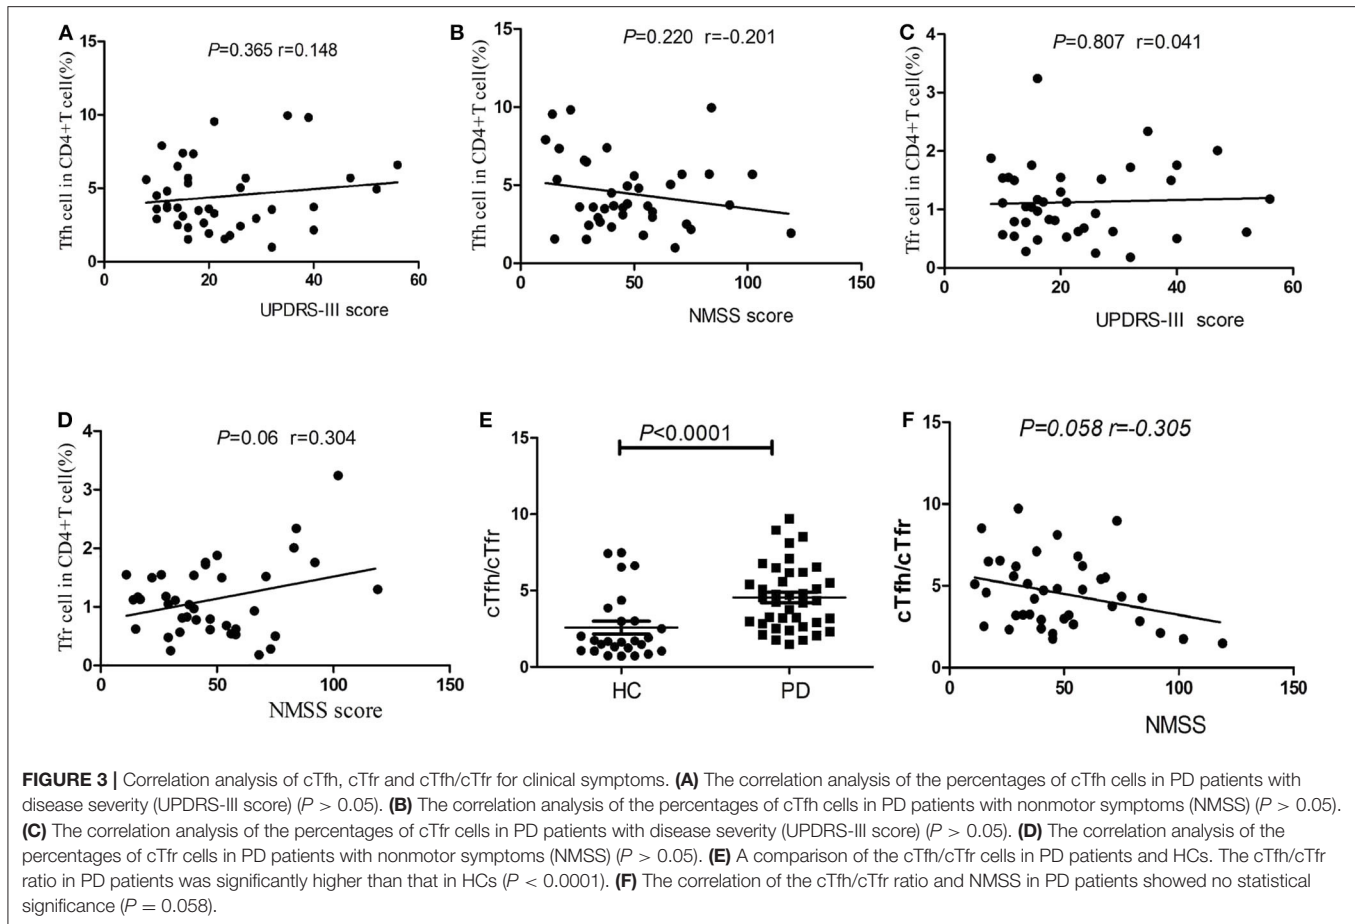 A
P=0.365 r=0.148
Tfh cell in CD4+T cell(%)
15
10
5
0
0
20
40
60
UPDRS-III score
B
P=0.220 r=-0.201
Tfh cell in CD4+T cell(%)
15
10
5
0
0
50
100
150
NMSS score
C
P=0.807 r=0.041
Tfr cell in CD4+T cell(%)
4
3
2
1
0
0
20
40
60
UPDRS-III score
D
P=0.06 r=0.304
Tfr cell in CD4+T cell(%)
4
3
2
1
0
0
50
100
150
NMSS score
E
P<0.0001
cTfh/cTfr
15
10
5
0
HC
PD
F
P=0.058 r=-0.305
cTfh/cTfr
15
10
5
0
0
50
100
150
NMSS
FIGURE 3 | Correlation analysis of cTfh, cTfr and cTfh/cTfr for clinical symptoms. (A) The correlation analysis of the percentages of cTfh cells in PD patients with
disease severity (UPDRS-III score) (P > 0.05). (B) The correlation analysis of the percentages of cTfh cells in PD patients with nonmotor symptoms (NMSS) (P > 0.05).
(C) The correlation analysis of the percentages of cTfr cells in PD patients with disease severity (UPDRS-III score) (P > 0.05). (D) The correlation analysis of the
percentages of cTfr cells in PD patients with nonmotor symptoms (NMSS) (P > 0.05). (E) A comparison of the cTfh/cTfr cells in PD patients and HCs. The cTfh/cTfr
ratio in PD patients was significantly higher than that in HCs (P < 0.0001). (F) The correlation of the cTfh/cTfr ratio and NMSS in PD patients showed no statistical
significance (P = 0.058).